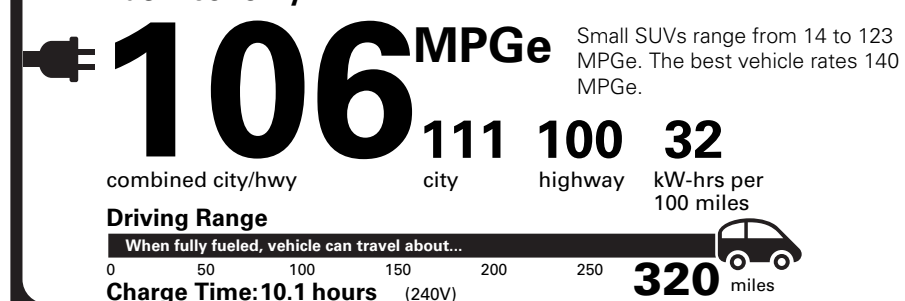 106 MPGe
Small SUVs range from 14 to 123
MPGe. The best vehicle rates 140
MPGe.
111 100 32
combined city/hwy city highway kW-hrs per
100 miles
Driving Range
When fully fueled, vehicle can travel about...
0 50 100 150 200 250 320 miles
Charge Time: 10.1 hours (240V)